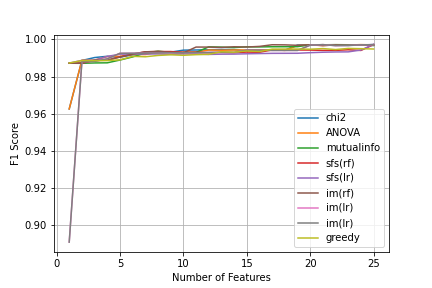 1.00
0.98
0.96
0.94
0.92
0.90
F1 Score
0 5 10 15 20 25
Number of Features
chi2
ANOVA
mutualinfo
sfs(rf)
sfs(lr)
im(rf)
im(lr)
im(lr)
greedy